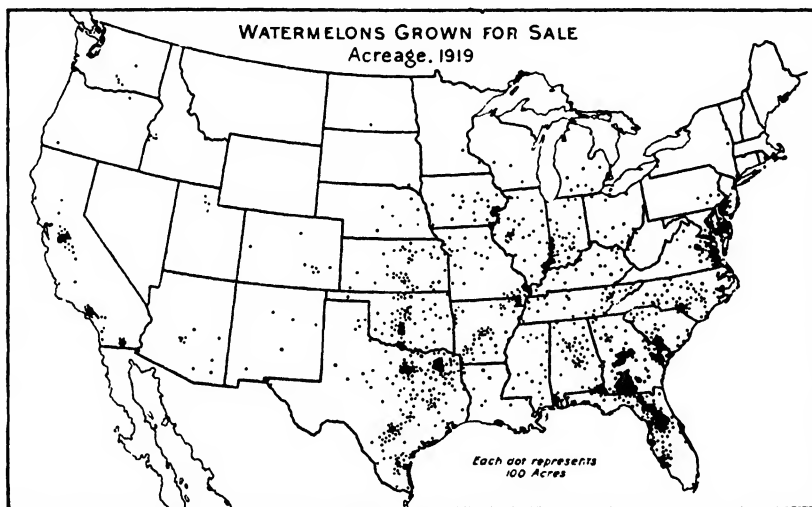 WATERMELONS GROWN FOR SALE
Acreage, 1919
Each dot represents
100 Acres